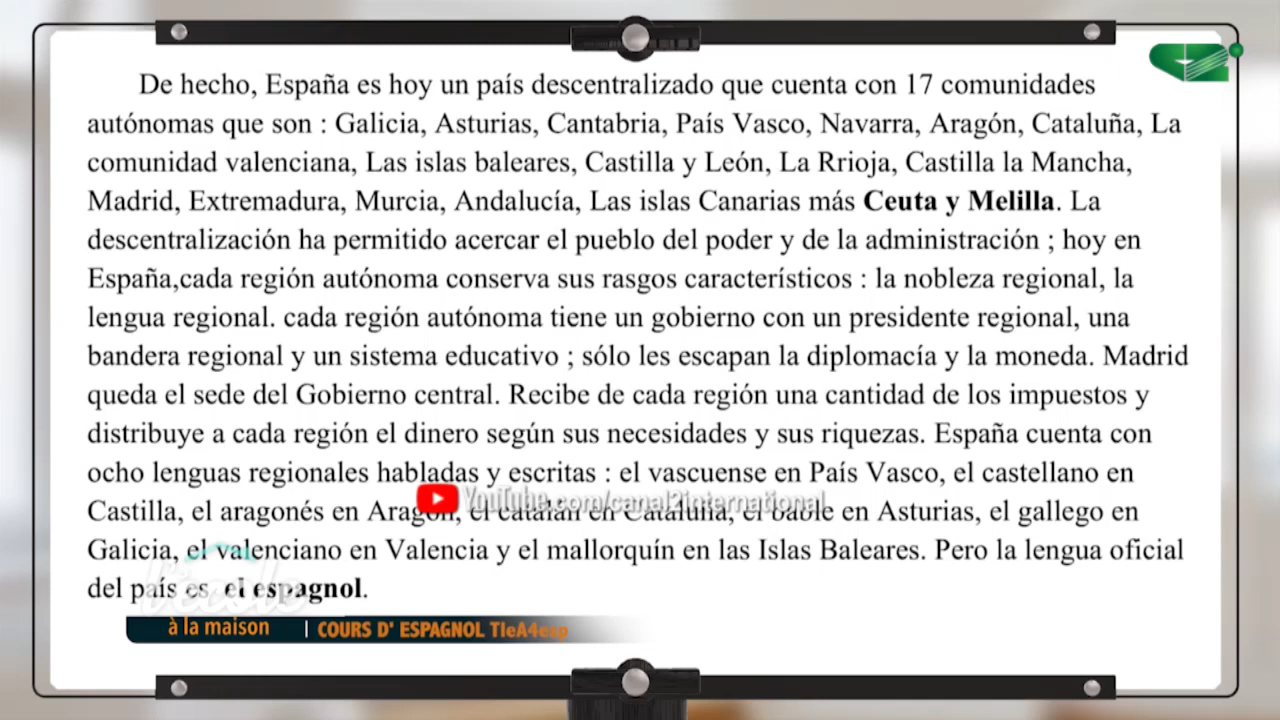 De hecho, España es hoy un país descentralizado que cuenta con 17 comunidades
autónomas que son : Galicia, Asturias, Cantabria, País Vasco, Navarra, Aragón, Cataluña, La
comunidad valenciana, Las islas baleares, Castilla y León, La Rrioja, Castilla la Mancha,
Madrid, Extremadura, Murcia, Andalucía, Las islas Canarias más Ceuta y Melilla. La
descentralización ha permitido acercar el pueblo del poder y de la administración ; hoy en
España,cada región autónoma conserva sus rasgos característicos : la nobleza regional, la
lengua regional. cada región autónoma tiene un gobierno con un presidente regional, una
bandera regional y un sistema educativo ; sólo les escapan la diplomacía y la moneda. Madrid
queda el sede del Gobierno central. Recibe de cada región una cantidad de los impuestos y
distribuye a cada región el dinero según sus necesidades y sus riquezas. España cuenta con
ocho lenguas regionales habladas y escritas : el vascuense en País Vasco, el castellano en
YouTube.com/canal2international
Castilla, el aragonés en Aragón, el catalán en Cataluña, el bable en Asturias, el gallego en
Galicia, el valenciano en Valencia y el mallorquín en las Islas Baleares. Pero la lengua oficial
del país es el espagnol.
l'école
à la maison | COURS D' ESPAGNOL TleA4esp